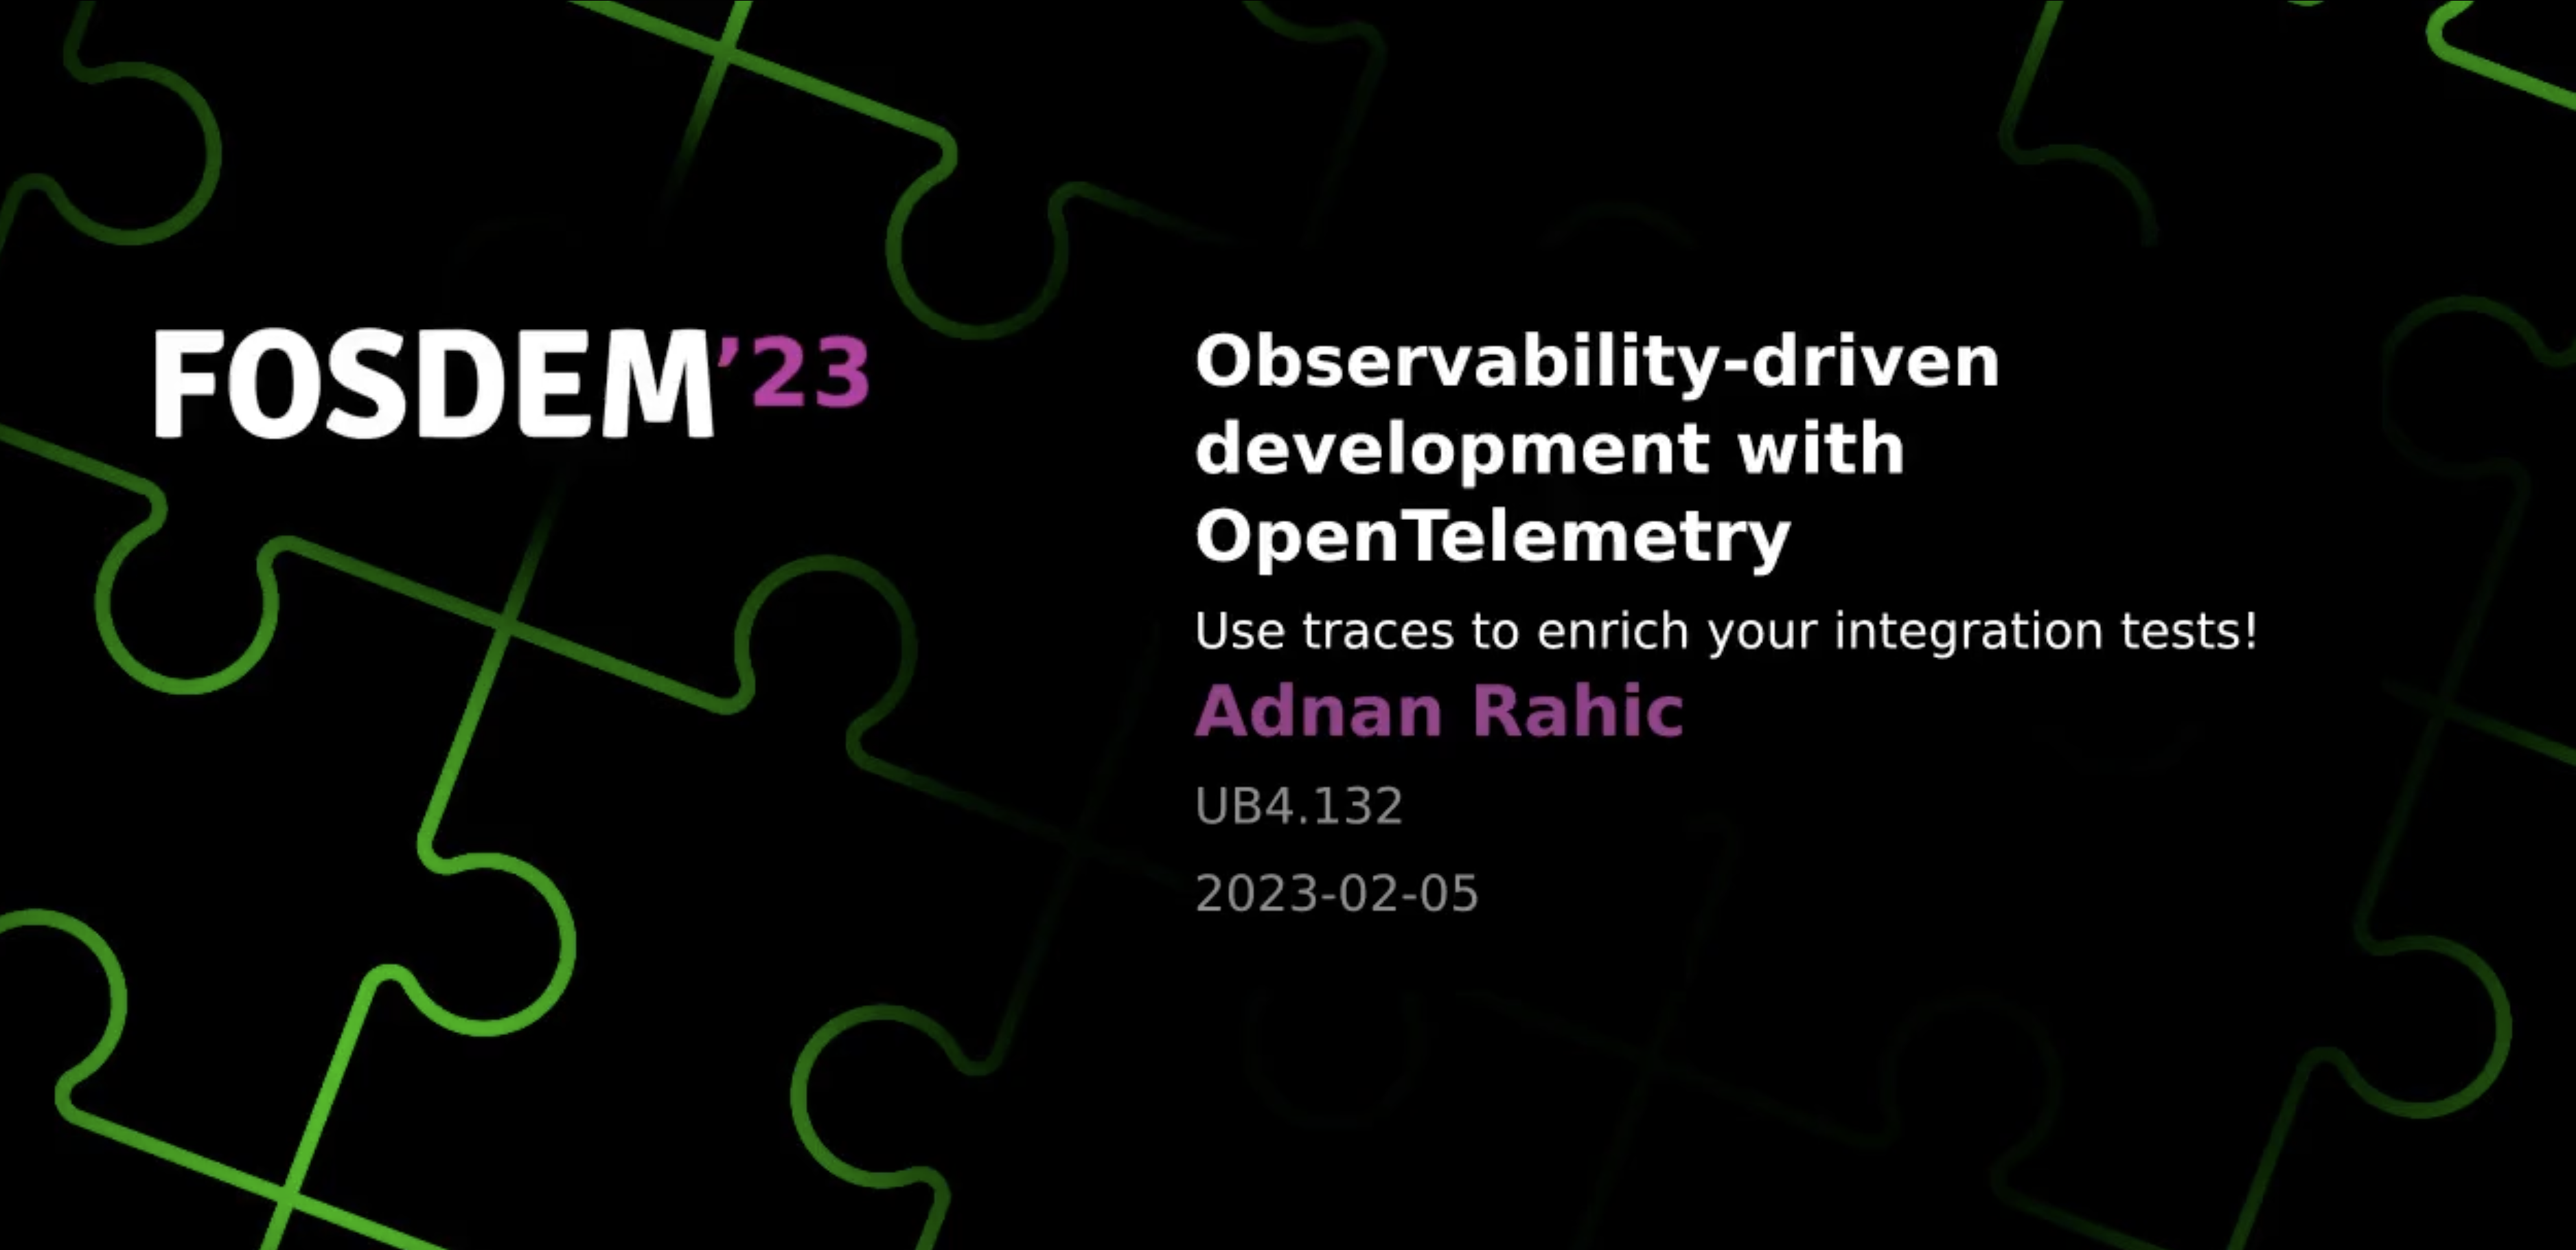 FOSDEM’23
Observability-driven
development with
OpenTelemetry
Use traces to enrich your integration tests!
Adnan Rahic
UB4.132
2023-02-05